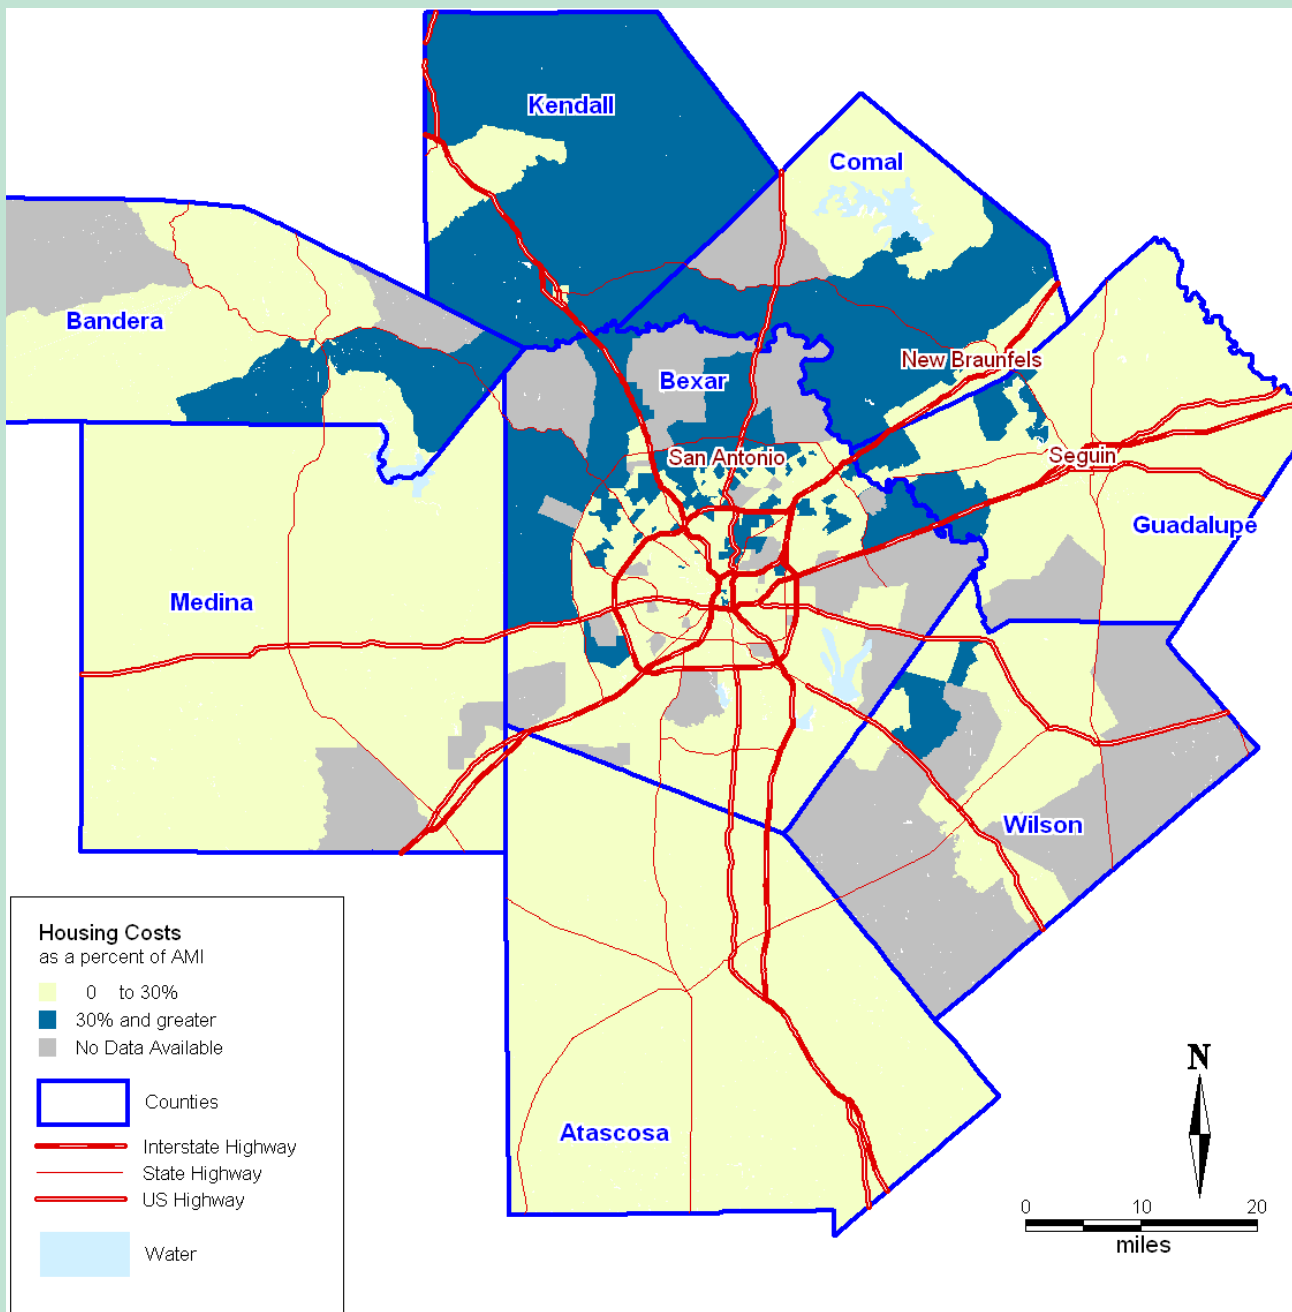 Kendall
Comal
Bandera
New Braunfels
Bexar
San Antonio
Seguin
Guadalupe
Medina
Wilson
Atascosa
Housing Costs
as a percent of AMI
0 to 30%
30% and greater
No Data Available
Counties
Interstate Highway
State Highway
US Highway
Water
N
0 10 20
miles